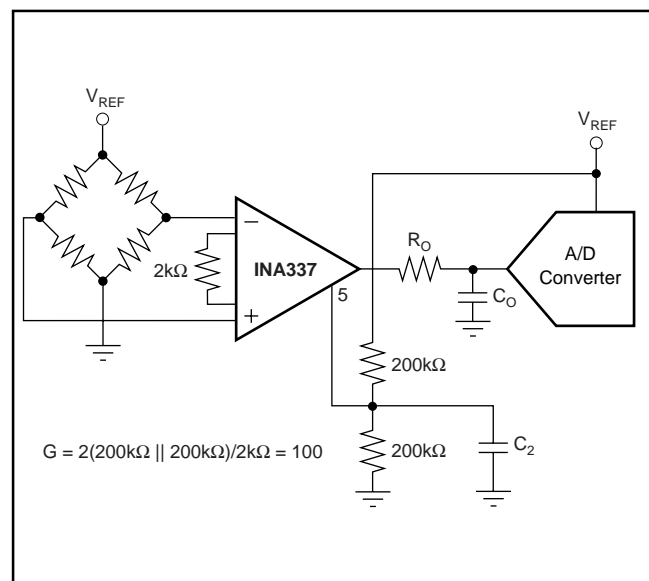 V_REF
V_REF
−
2kΩ
INA337
+
5
R_O
C_O
A/D
Converter
200kΩ
200kΩ
C_2
G = 2(200kΩ || 200kΩ)/2kΩ = 100